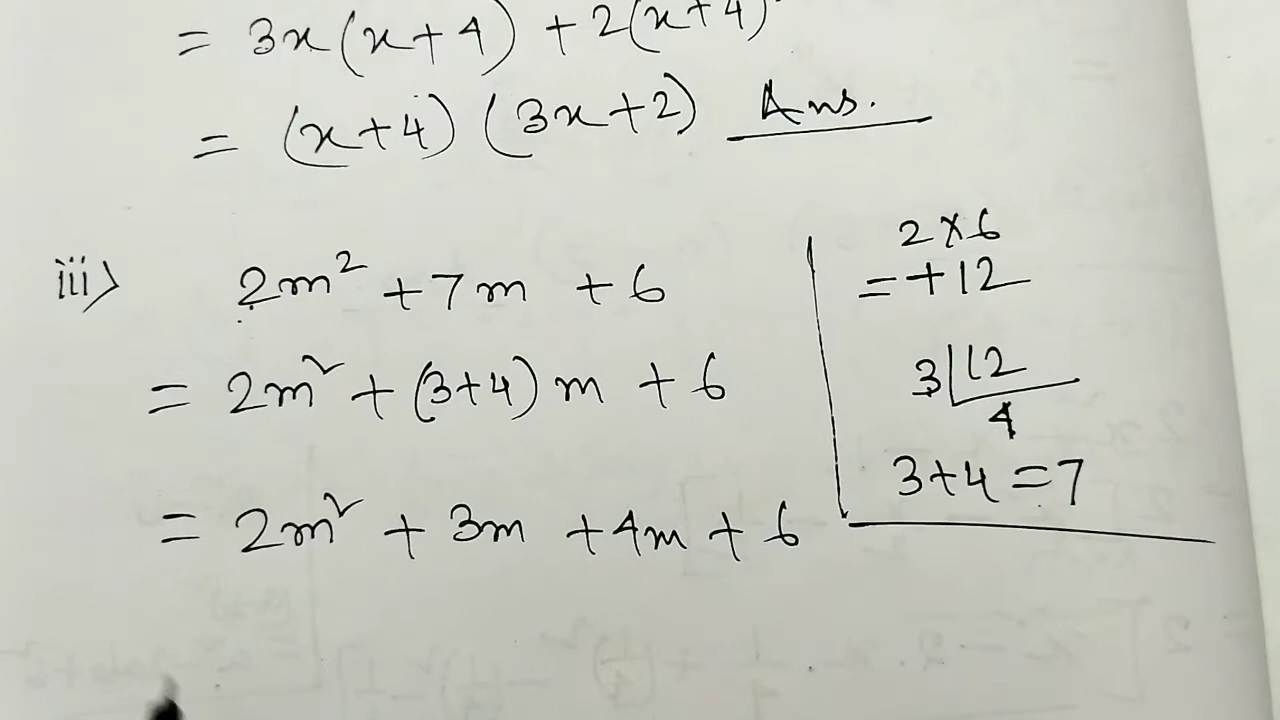 = 3x(x+4) + 2(x+4)
= (x+4) (3x+2) Ans.
iii> 2m² + 7m + 6
= 2m² + (3+4)m + 6
= 2m² + 3m + 4m + 6
2×6
= +12
3|12
4
3+4=7